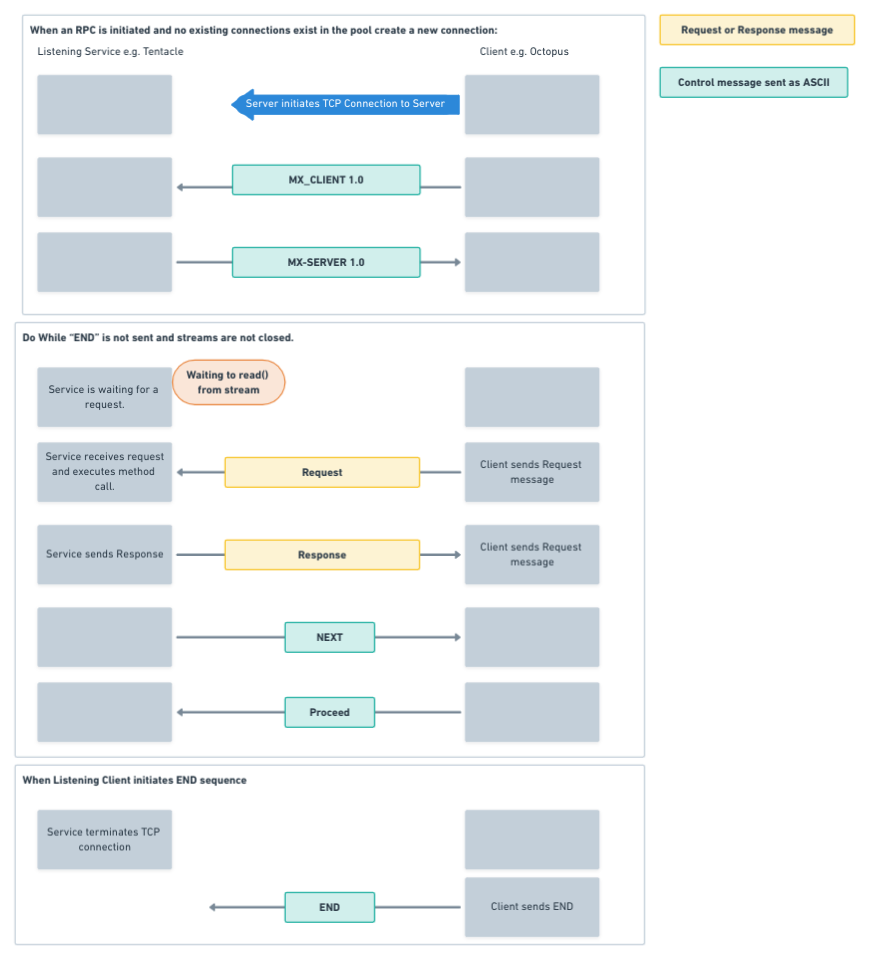 When an RPC is initiated and no existing connections exist in the pool create a new connection:
Request or Response message
Listening Service e.g. Tentacle
Client e.g. Octopus
Control message sent as ASCII
Server initiates TCP Connection to Server
MX_CLIENT 1.0
MX-SERVER 1.0
Do While “END” is not sent and streams are not closed.
Service is waiting for a
request.
Waiting to read()
from stream
Service receives request
and executes method
call.
Request
Client sends Request
message
Service sends Response
Response
Client sends Request
message
NEXT
Proceed
When Listening Client initiates END sequence
Service terminates TCP
connection
END
Client sends END